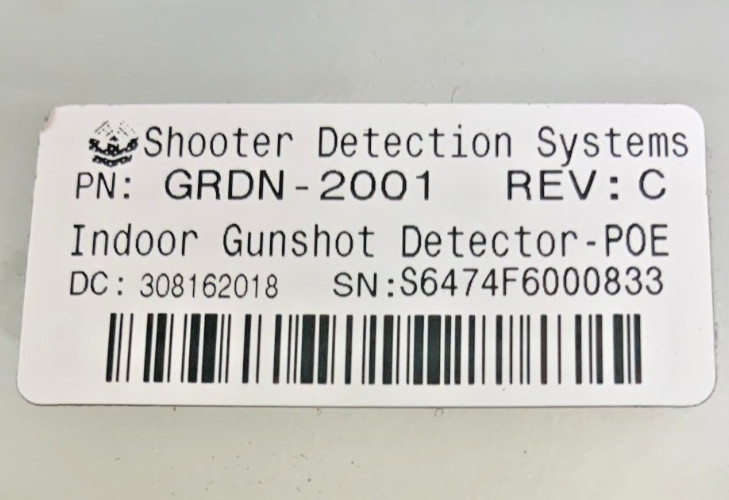 Shooter Detection Systems
PN: GRDN-2001 REV: C
Indoor Gunshot Detector-POE
DC: 308162018 SN:S6474F6000833